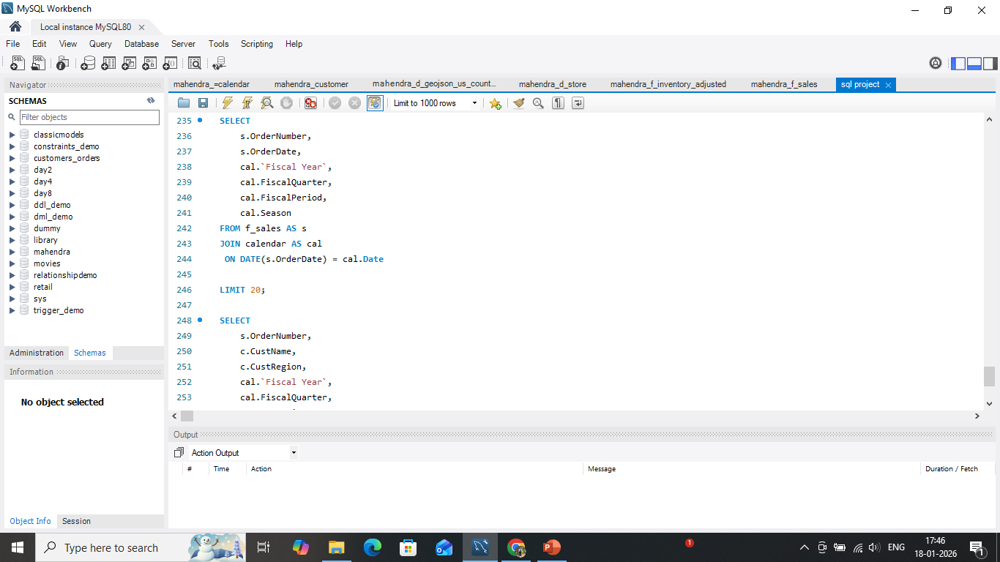 MySQL Workbench
Local instance MySQL80
File Edit View Query Database Server Tools Scripting Help
Navigator
SCHEMAS
Filter objects
classicmodels
constraints_demo
customers_orders
day2
day4
day8
ddl_demo
dml_demo
dummy
library
mahendra
movies
relationshipdemo
retail
sys
trigger_demo
Administration Schemas
Information
No object selected
Object Info Session
mahendra_=calendar mahendra_customer mahendra_d_geojson_us_count... mahendra_d_store mahendra_f_inventory_adjusted mahendra_f_sales sql project
Limit to 1000 rows
235 SELECT
236 s.OrderNumber,
237 s.OrderDate,
238 cal.`Fiscal Year`,
239 cal.FiscalQuarter,
240 cal.FiscalPeriod,
241 cal.Season
242 FROM f_sales AS s
243 JOIN calendar AS cal
244 ON DATE(s.OrderDate) = cal.Date
245
246 LIMIT 20;
247
248 SELECT
249 s.OrderNumber,
250 c.CustName,
251 c.CustRegion,
252 cal.`Fiscal Year`,
253 cal.FiscalQuarter,
Output
Action Output
# Time Action Message Duration / Fetch
Type here to search
1
ENG
17:46
18-01-2026
1